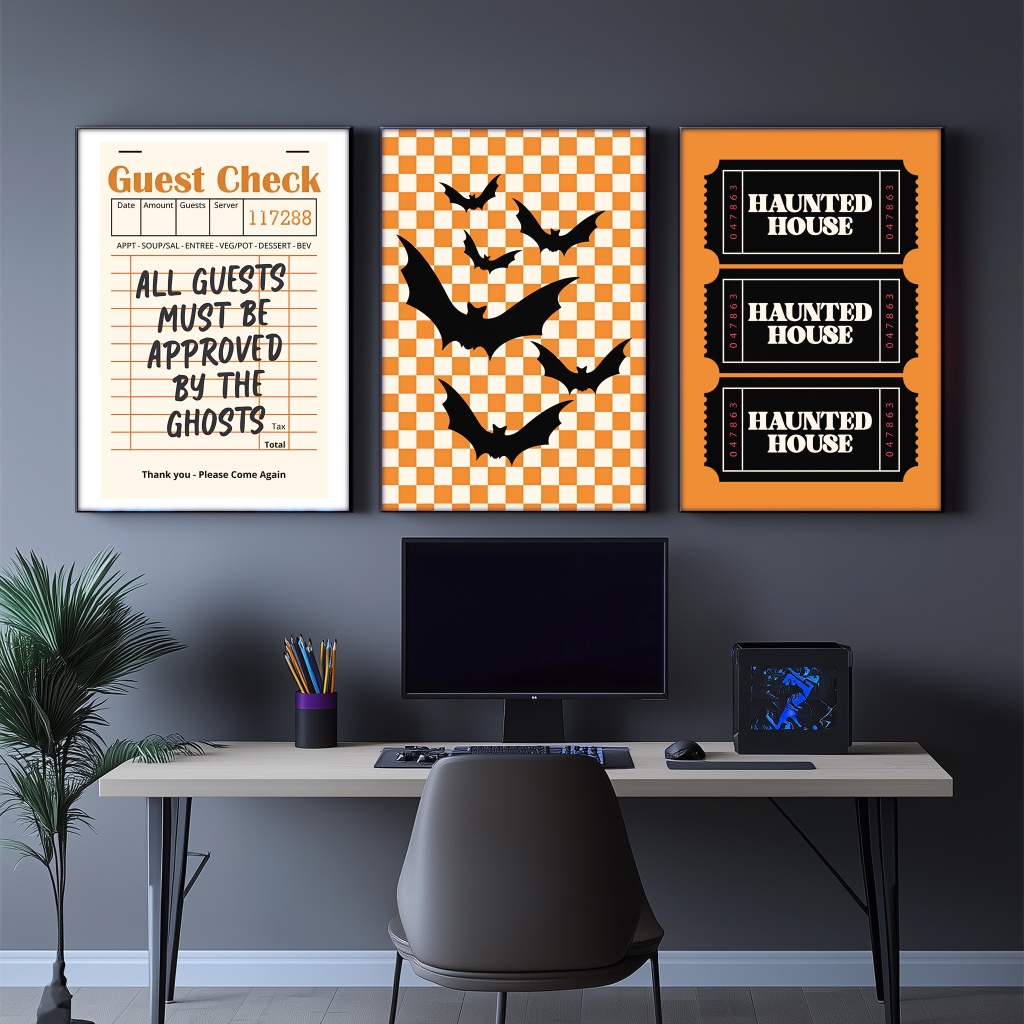 Guest Check
Date Amount Guests Server 117288
APPT - SOUP/SAL - ENTREE - VEG/POT - DESSERT - BEV
ALL GUESTS
MUST BE
APPROVED
BY THE
GHOSTS
Tax
Total
Thank you - Please Come Again
047863 HAUNTED 047863
HOUSE
047863 HAUNTED 047863
HOUSE
047863 HAUNTED 047863
HOUSE